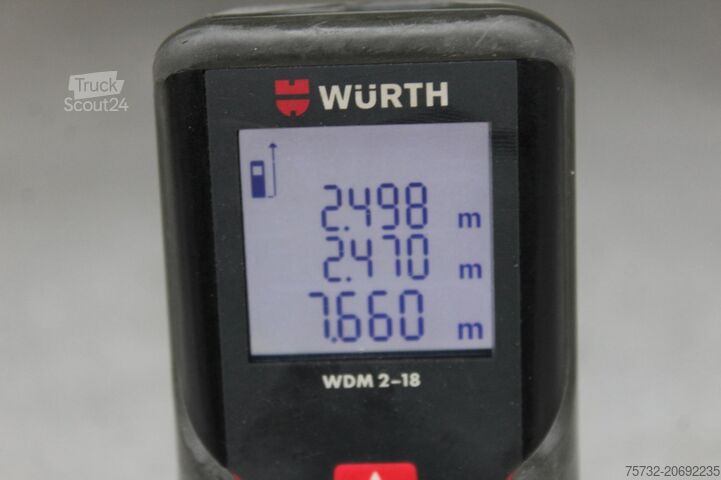 Truck
Scout24
WÜRTH
2.498 m
2.470 m
7.660 m
WDM 2-18
75732-20692235